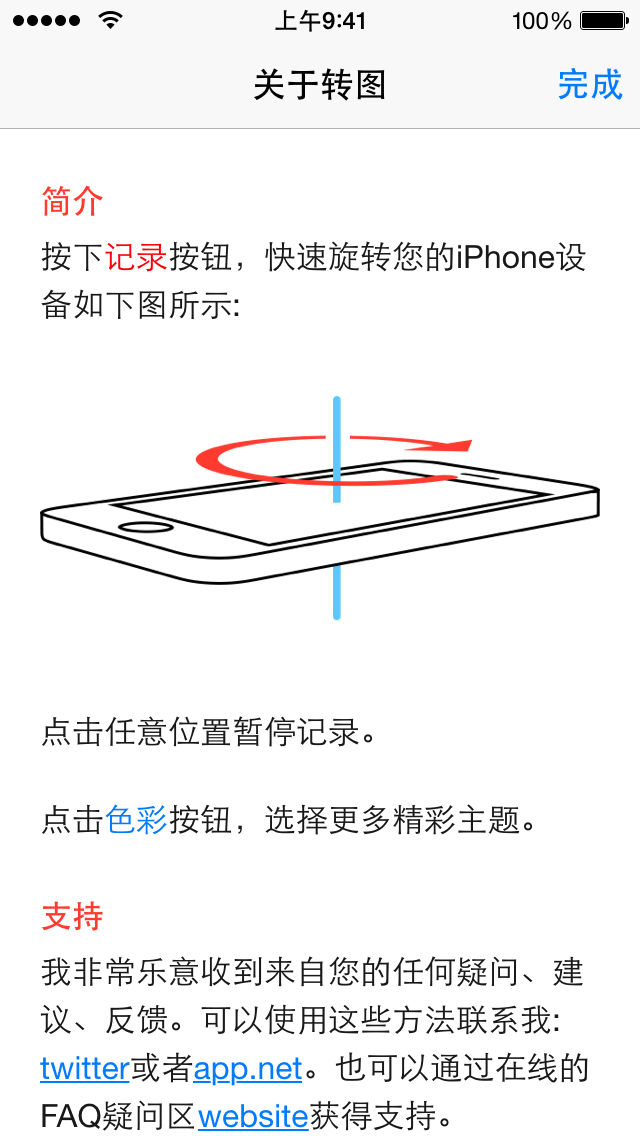 上午9:41
100%
关于转图
完成
简介
按下记录按钮，快速旋转您的iPhone设
备如下图所示:
点击任意位置暂停记录。
点击色彩按钮，选择更多精彩主题。
支持
我非常乐意收到来自您的任何疑问、建
议、反馈。可以使用这些方法联系我:
twitter或者app.net。也可以通过在线的
FAQ疑问区website获得支持。